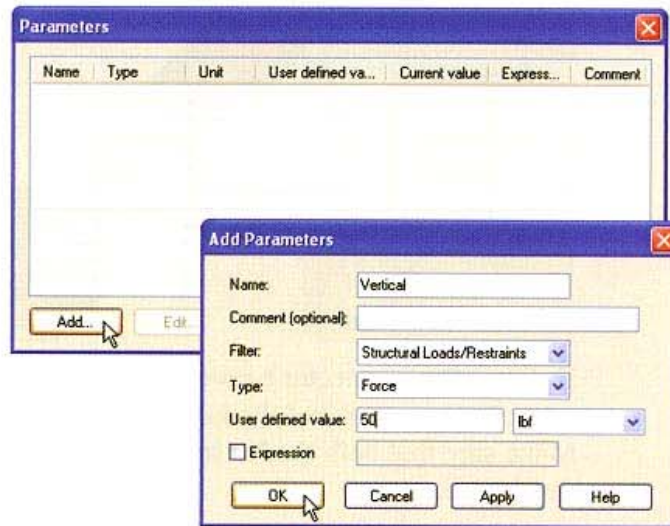 Parameters
Name Type Unit User defined va... Current value Express... Comment
Add... Edit
Add Parameters
Name: Vertical
Comment (optional):
Filter: Structural Loads/Restraints
Type: Force
User defined value: 50 lbf
Expression
OK Cancel Apply Help